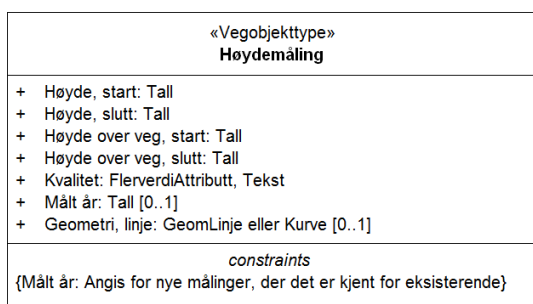 «Vegobjekttype»
Høydemåling
+ Høyde, start: Tall
+ Høyde, slutt: Tall
+ Høyde over veg, start: Tall
+ Høyde over veg, slutt: Tall
+ Kvalitet: FlerverdiAttributt, Tekst
+ Målt år: Tall [0..1]
+ Geometri, linje: GeomLinje eller Kurve [0..1]
constraints
{Målt år: Angis for nye målinger, der det er kjent for eksisterende}